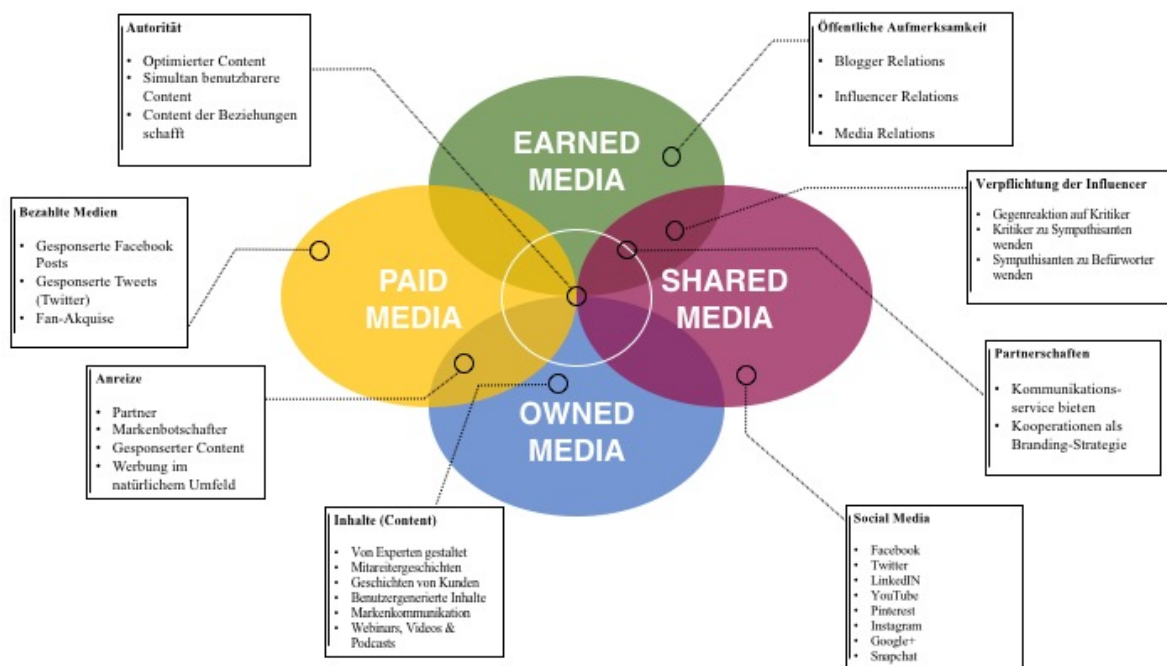 Autorität
• Optimierter Content
• Simultan benutzbarere
Content
• Content der Beziehungen
schafft
Öffentliche Aufmerksamkeit
• Blogger Relations
• Influencer Relations
• Media Relations
EARNED
MEDIA
Verpflichtung der Influencer
• Gegenreaktion auf Kritiker
• Kritiker zu Sympathisanten
wenden
• Sympathisanten zu Befürworter
wenden
Bezahlte Medien
• Gesponserte Facebook
Posts
• Gesponserte Tweets
(Twitter)
• Fan-Akquise
PAID
MEDIA
SHARED
MEDIA
Partnerschaften
• Kommunikations-
service bieten
• Kooperationen als
Branding-Strategie
Anreize
• Partner
• Markenbotschafter
• Gesponserter Content
• Werbung im
natürlichem Umfeld
OWNED
MEDIA
Inhalte (Content)
• Von Experten gestaltet
• Mitareitergeschichten
• Geschichten von Kunden
• Benutzergenerierte Inhalte
• Markenkommunikation
• Webinars, Videos &
Podcasts
Social Media
• Facebook
• Twitter
• LinkedIN
• YouTube
• Pinterest
• Instagram
• Google+
• Snapchat